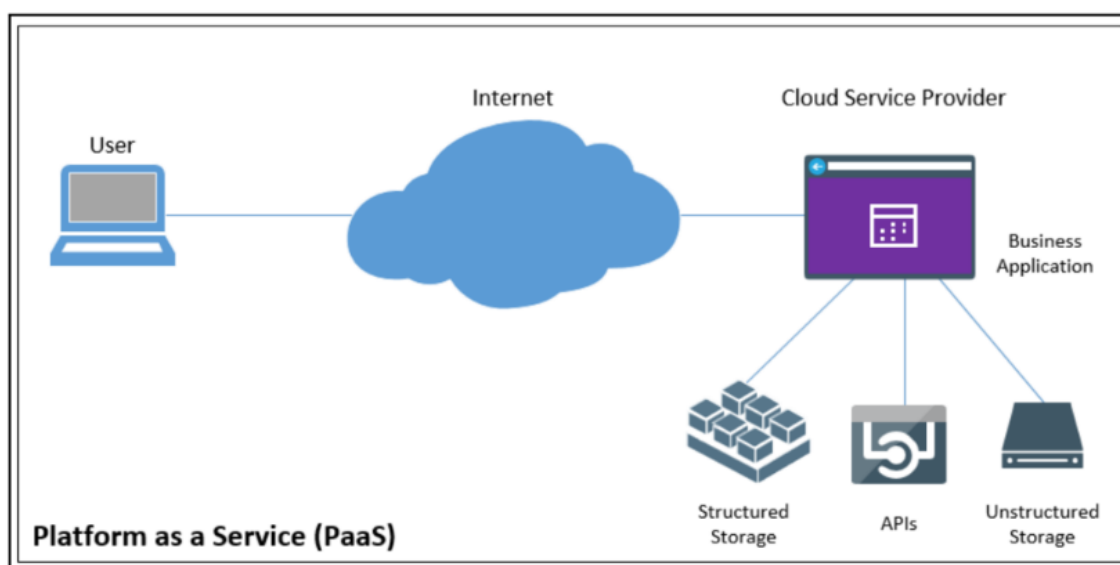 Internet
Cloud Service Provider
User
Business
Application
Structured
Storage
APIs
Unstructured
Storage
Platform as a Service (PaaS)